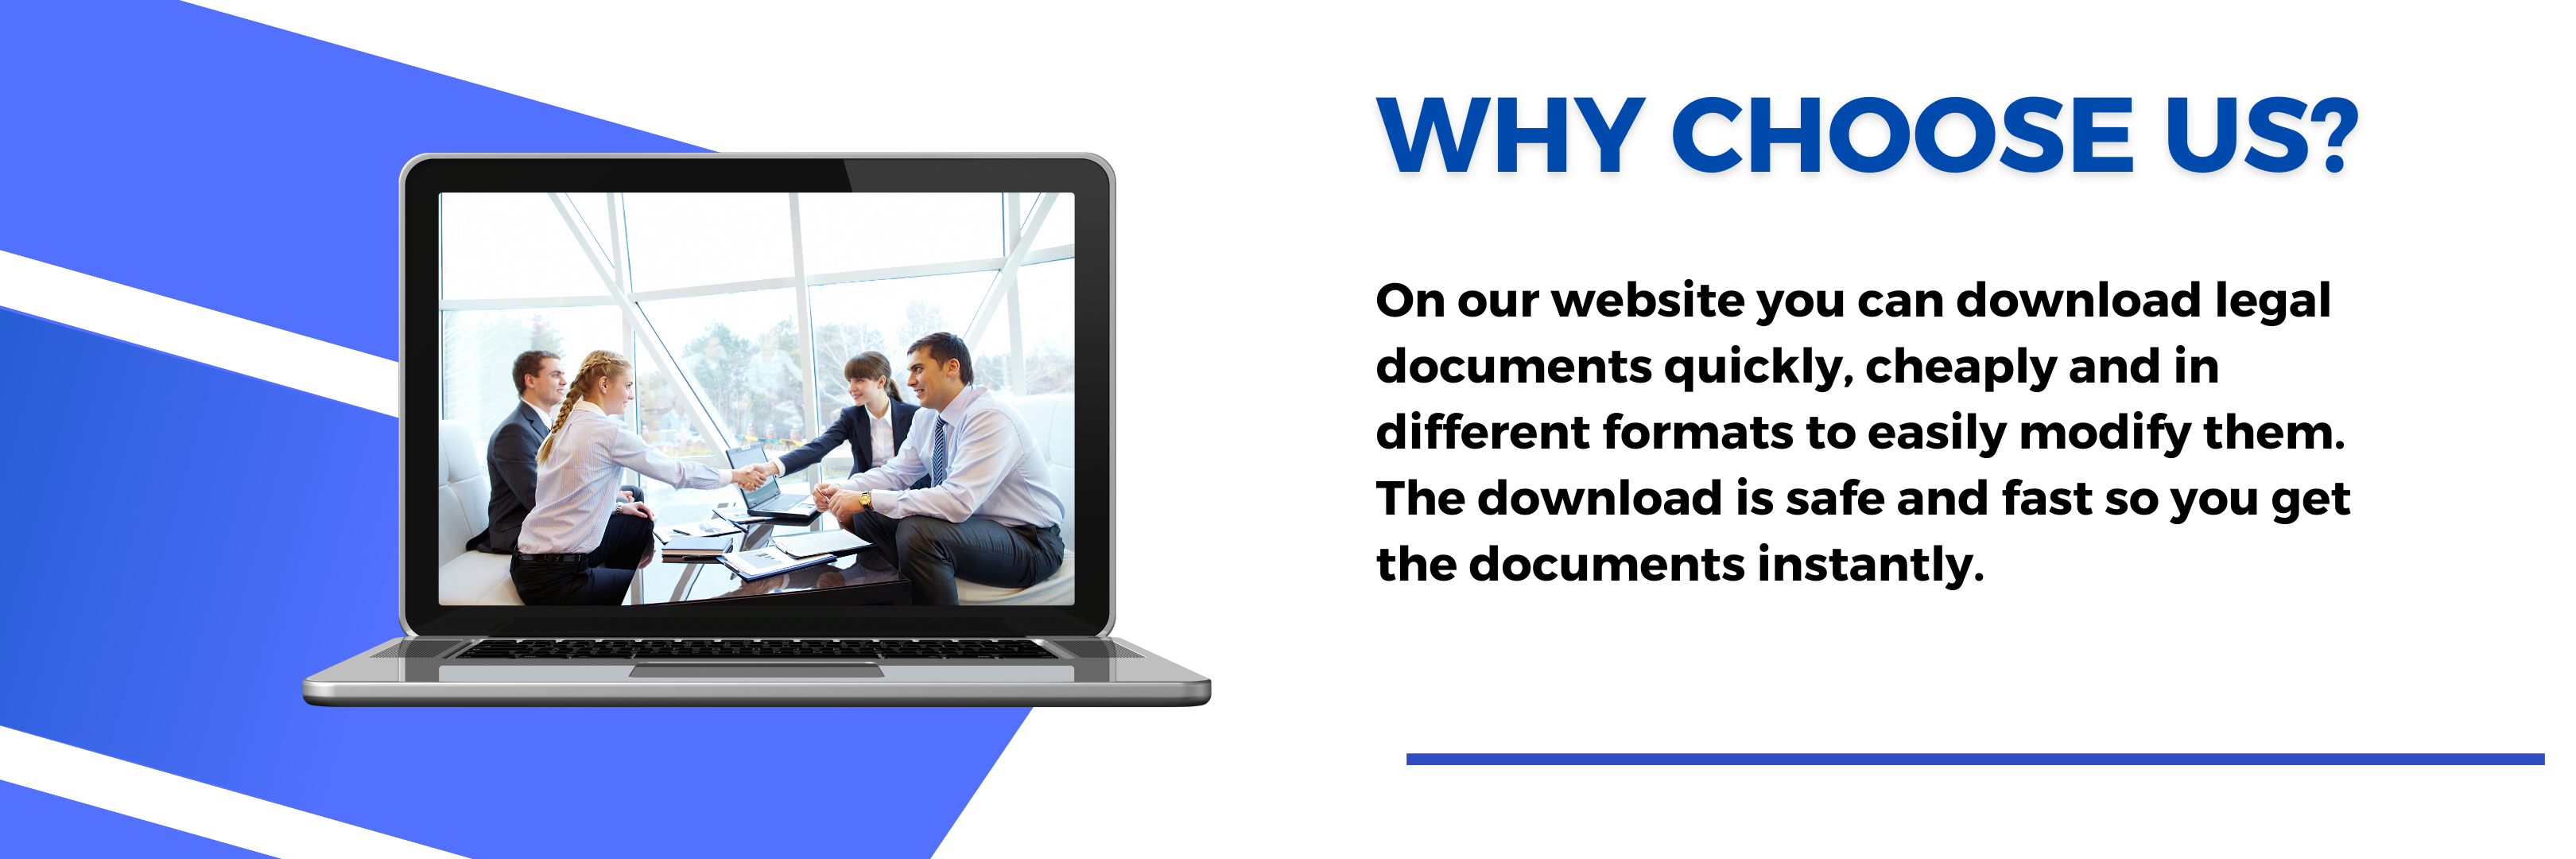 WHY CHOOSE US?
On our website you can download legal
documents quickly, cheaply and in
different formats to easily modify them.
The download is safe and fast so you get
the documents instantly.